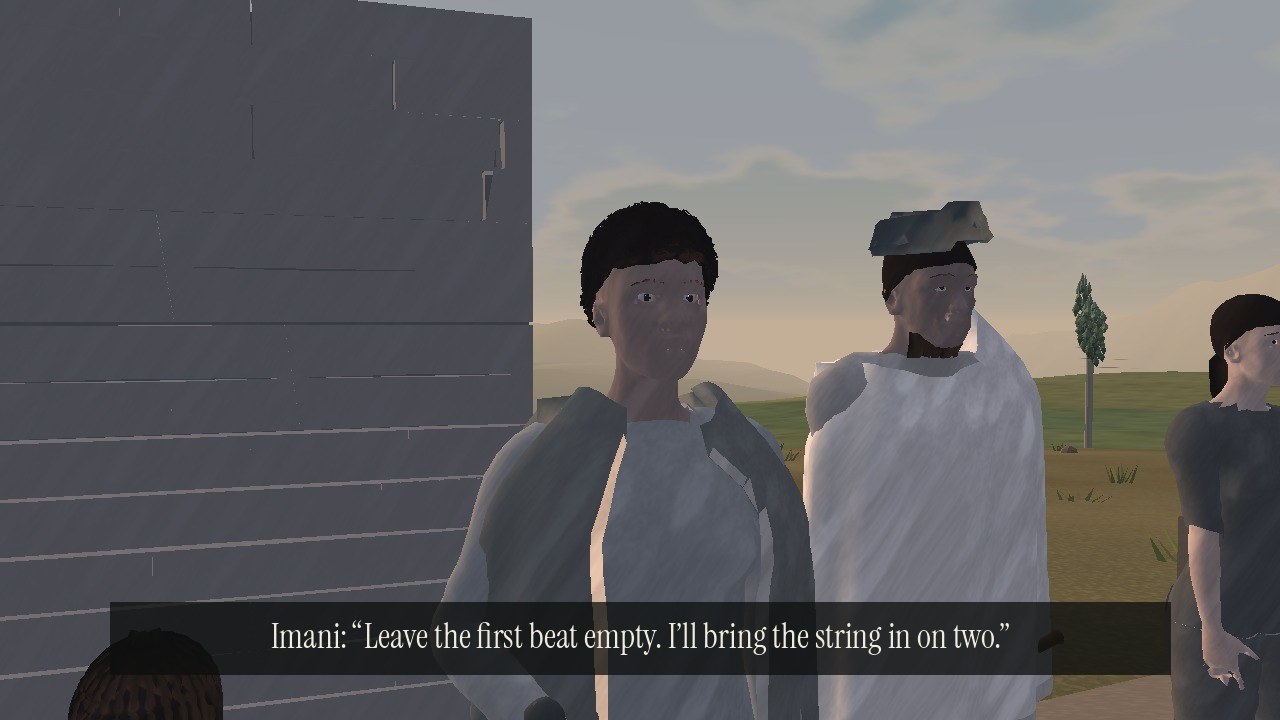 Imani: “Leave the first beat empty. I’ll bring the string in on two.”